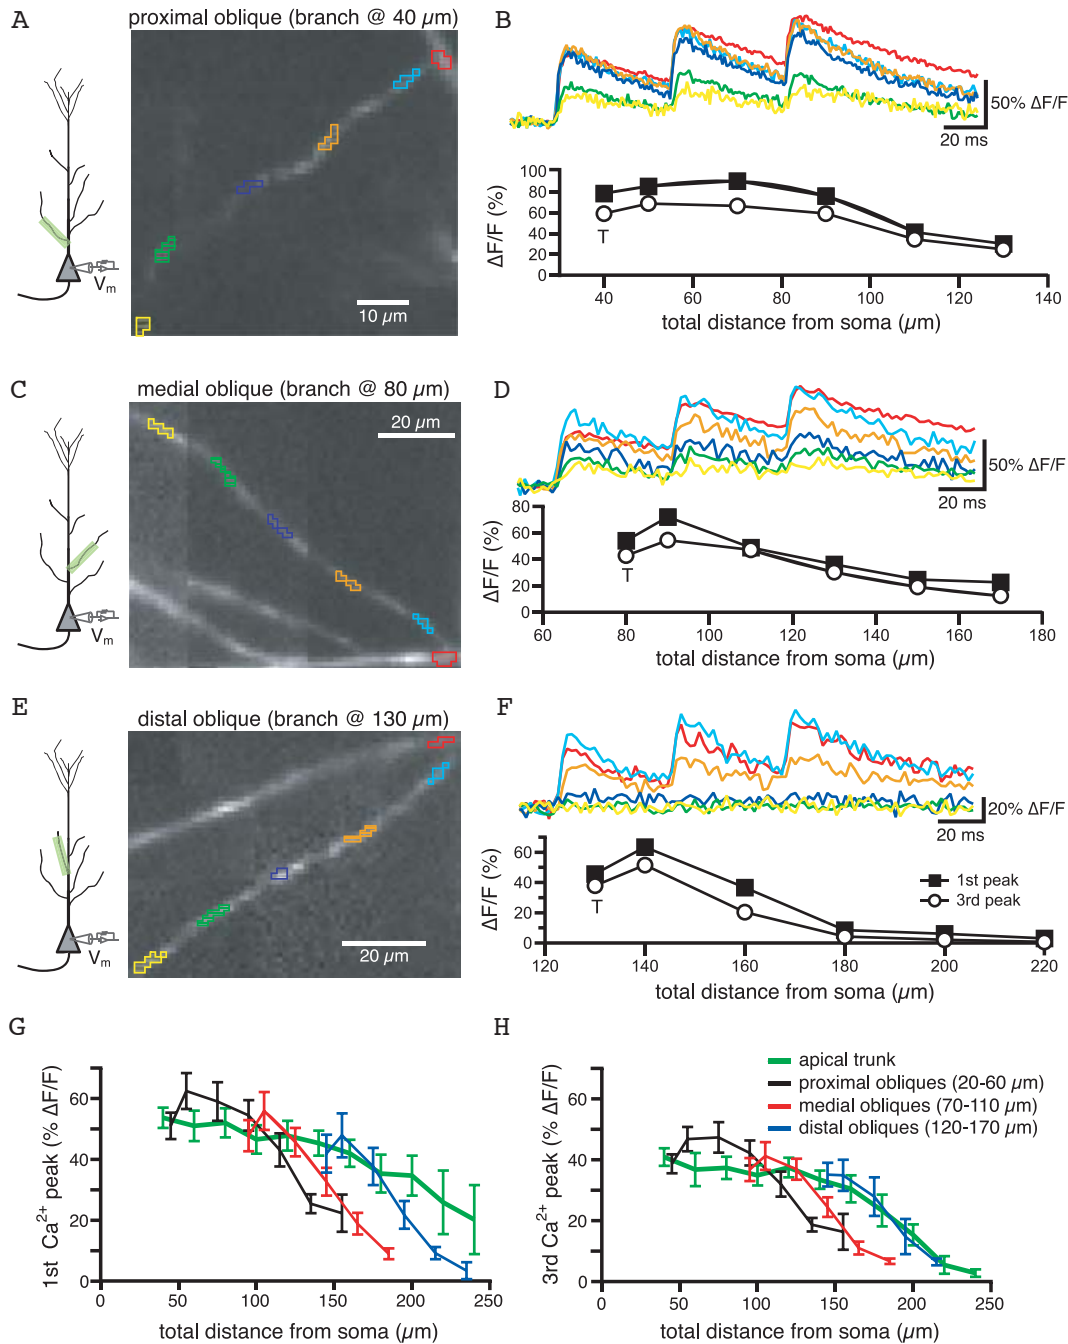 A
proximal oblique (branch @ 40 µm)
10 µm
Vm
B
50% ΔF/F
20 ms
ΔF/F (%)
100
80
60
40
20
0
T
40 60 80 100 120 140
total distance from soma (µm)
C
medial oblique (branch @ 80 µm)
20 µm
Vm
D
50% ΔF/F
20 ms
ΔF/F (%)
80
60
40
20
0
T
60 80 100 120 140 160 180
total distance from soma (µm)
E
distal oblique (branch @ 130 µm)
20 µm
Vm
F
20% ΔF/F
20 ms
ΔF/F (%)
60
40
20
0
T
1st peak
3rd peak
120 140 160 180 200 220
total distance from soma (µm)
G
1st Ca2+ peak (% ΔF/F)
60
40
20
0
0 50 100 150 200 250
total distance from soma (µm)
H
apical trunk
proximal obliques (20-60 µm)
medial obliques (70-110 µm)
distal obliques (120-170 µm)
3rd Ca2+ peak (% ΔF/F)
60
40
20
0
0 50 100 150 200 250
total distance from soma (µm)